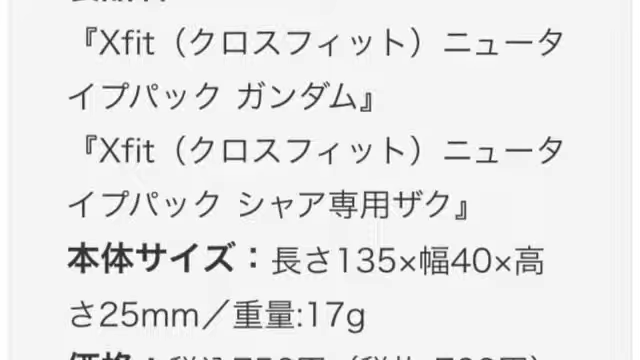 『Xfit（クロスフィット）ニュータ
イプパック ガンダム』
『Xfit（クロスフィット）ニュータ
イプパック シャア専用ザク』
本体サイズ：長さ135×幅40×高
さ25mm／重量:17g